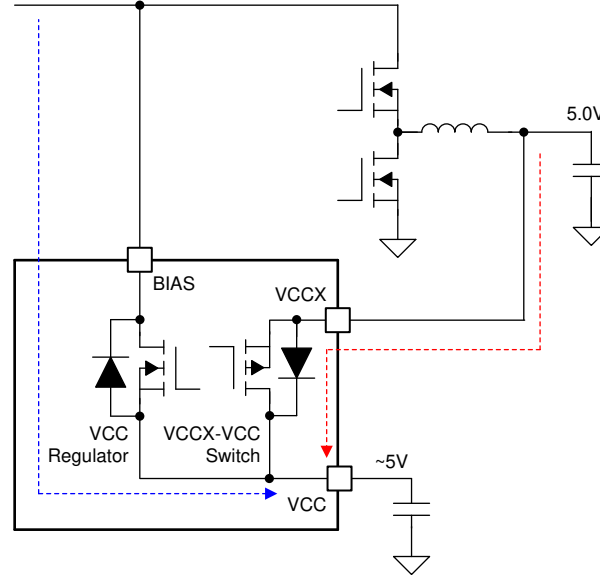 5.0V
BIAS
VCCX
VCC
Regulator
VCCX-VCC
Switch
~5V
VCC